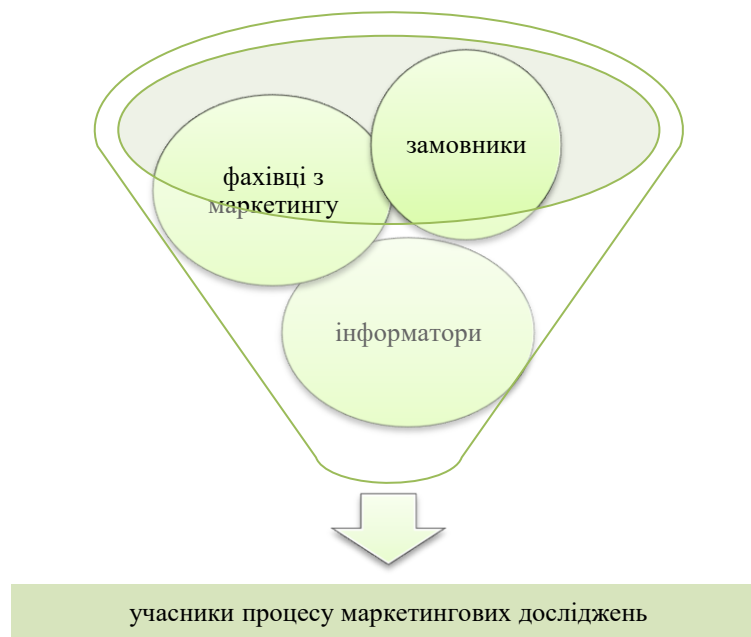 замовники
фахівці з
маркетингу
інформатори
учасники процесу маркетингових досліджень